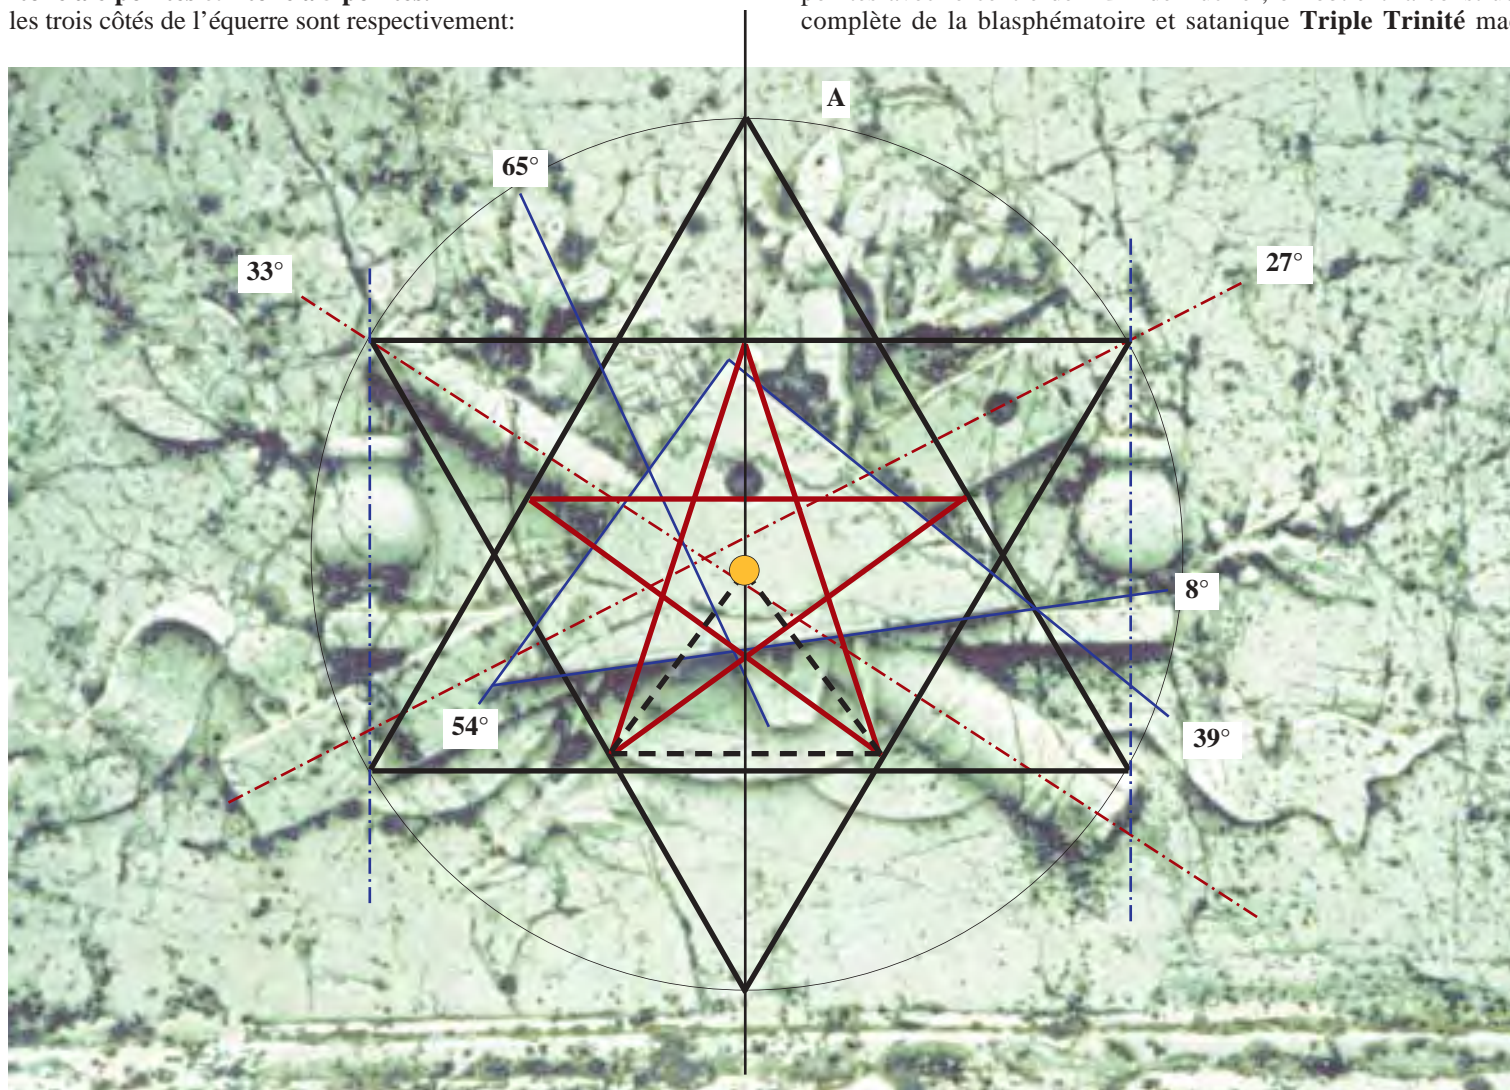 les trois côtés de l'équerre sont respectivement:
complète de la blasphématoire et satanique Triple Trinité
A
65°
33°
27°
8°
54°
39°